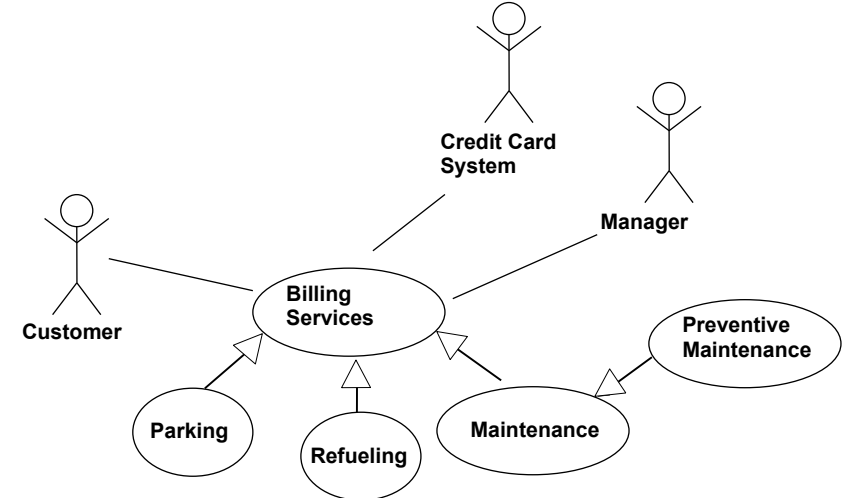 Credit Card
System
Manager
Customer
Billing
Services
Preventive
Maintenance
Parking
Refueling
Maintenance